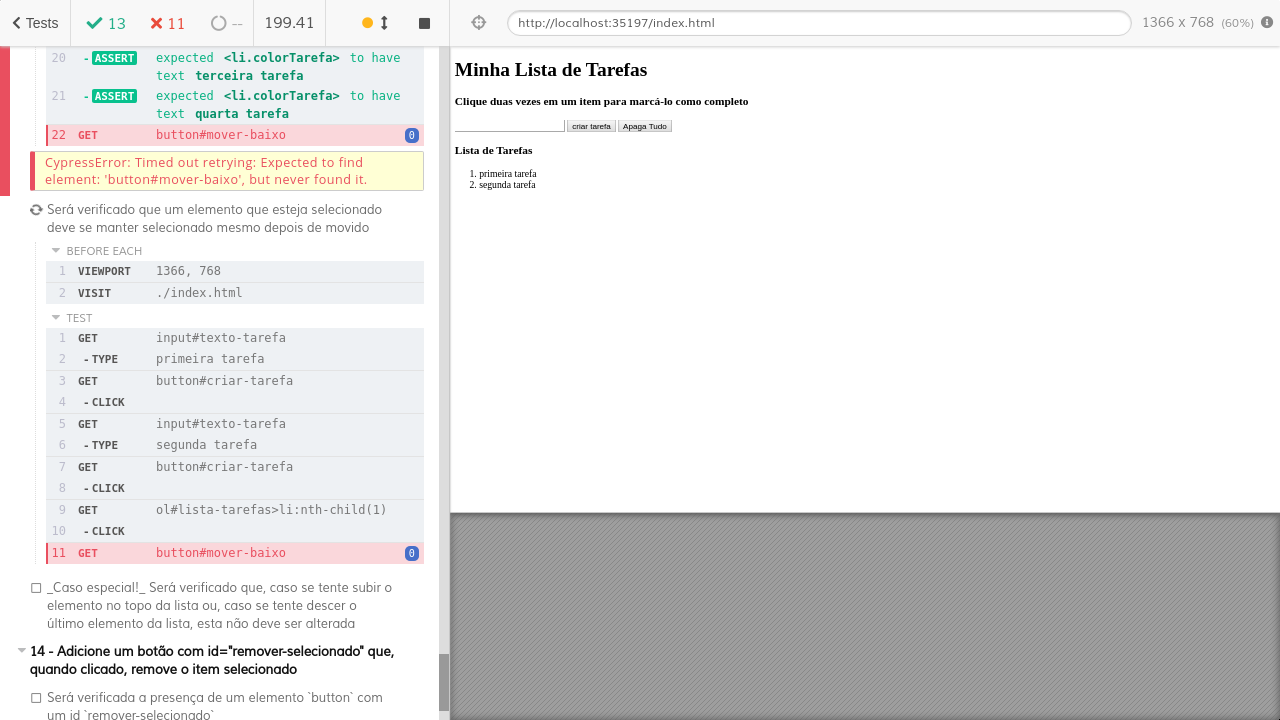 Tests 13 11 -- 199.41 http://localhost:35197/index.html 1366 x 768 (60%)
20 - ASSERT expected <li.colorTarefa> to have
text terceira tarefa
21 - ASSERT expected <li.colorTarefa> to have
text quarta tarefa
22 GET button#mover-baixo 0
CypressError: Timed out retrying: Expected to find
element: 'button#mover-baixo', but never found it.
Será verificado que um elemento que esteja selecionado
deve se manter selecionado mesmo depois de movido
BEFORE EACH
1 VIEWPORT 1366, 768
2 VISIT ./index.html
TEST
1 GET input#texto-tarefa
2 - TYPE primeira tarefa
3 GET button#criar-tarefa
4 - CLICK
5 GET input#texto-tarefa
6 - TYPE segunda tarefa
7 GET button#criar-tarefa
8 - CLICK
9 GET ol#lista-tarefas>li:nth-child(1)
10 - CLICK
11 GET button#mover-baixo 0
_Caso especial!_ Será verificado que, caso se tente subir o
elemento no topo da lista ou, caso se tente descer o
último elemento da lista, esta não deve ser alterada
14 - Adicione um botão com id="remover-selecionado" que,
quando clicado, remove o item selecionado
Será verificada a presença de um elemento `button` com
um id `remover-selecionado`
Minha Lista de Tarefas
Clique duas vezes em um item para marcá-lo como completo
criar tarefa Apaga Tudo
Lista de Tarefas
1. primeira tarefa
2. segunda tarefa